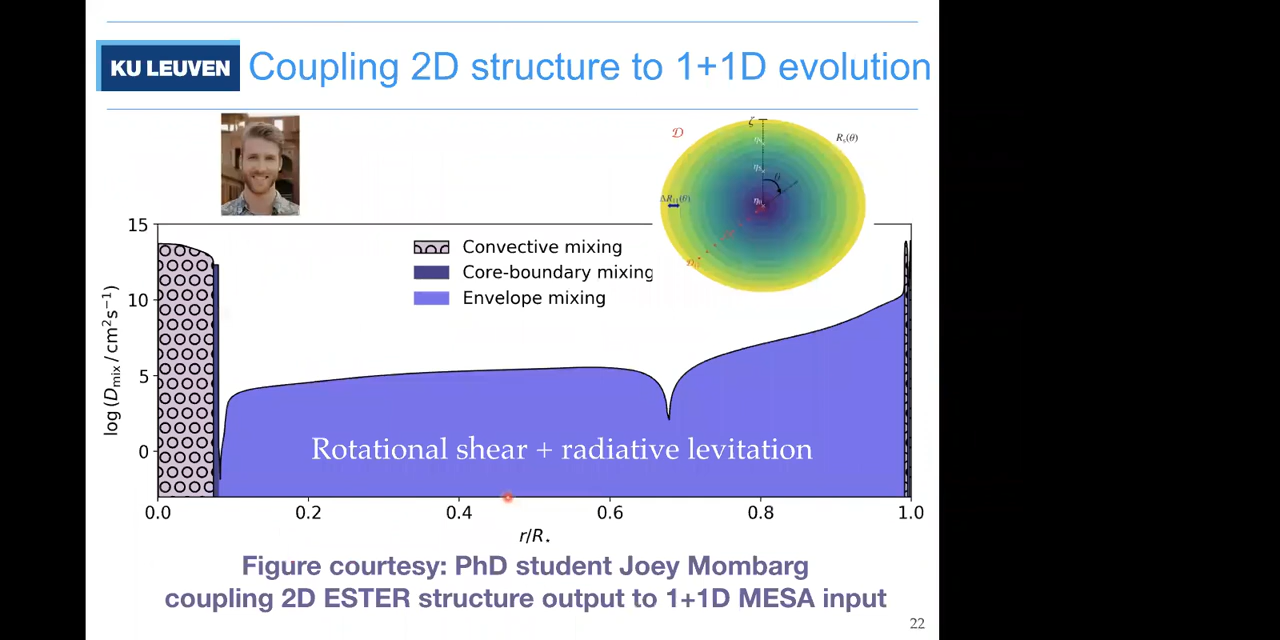 KU LEUVEN Coupling 2D structure to 1+1D evolution
𝒟
ζ
R_s(θ)
θ
ΔR_{11}(θ)
15
Convective mixing
Core-boundary mixing
10
Envelope mixing
log (D_mix / cm² s⁻¹)
5
0
Rotational shear + radiative levitation
0.0 0.2 0.4 0.6 0.8 1.0
r/R⋆
Figure courtesy: PhD student Joey Mombarg
coupling 2D ESTER structure output to 1+1D MESA input
22